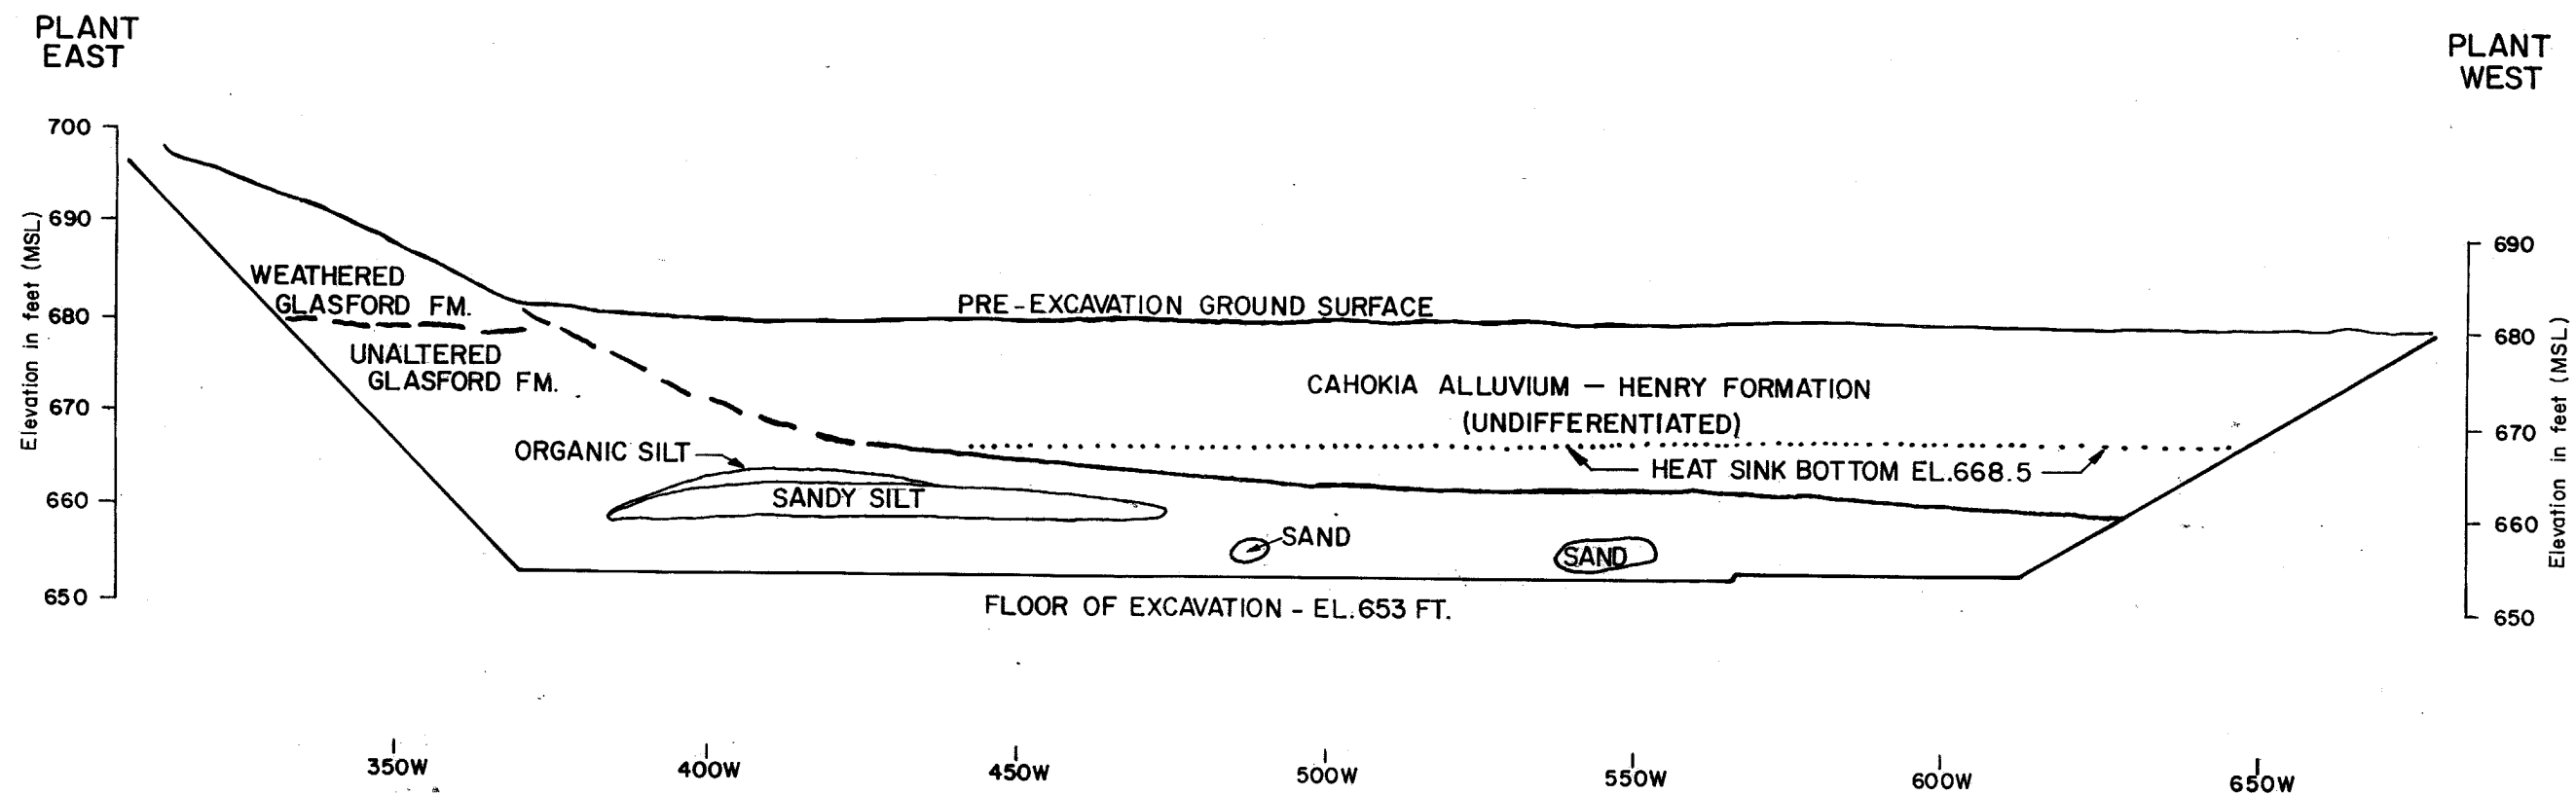 PLANT
EAST
PLANT
WEST
700
690
680
670
660
650
Elevation in feet (MSL)
WEATHERED
GLASFORD FM.
UNALTERED
GLASFORD FM.
PRE-EXCAVATION GROUND SURFACE
CAHOKIA ALLUVIUM — HENRY FORMATION
(UNDIFFERENTIATED)
ORGANIC SILT
HEAT SINK BOTTOM EL.668.5
SANDY SILT
SAND
SAND
FLOOR OF EXCAVATION - EL.653 FT.
690
680
670
660
650
Elevation in feet (MSL)
350W
400W
450W
500W
550W
600W
650W